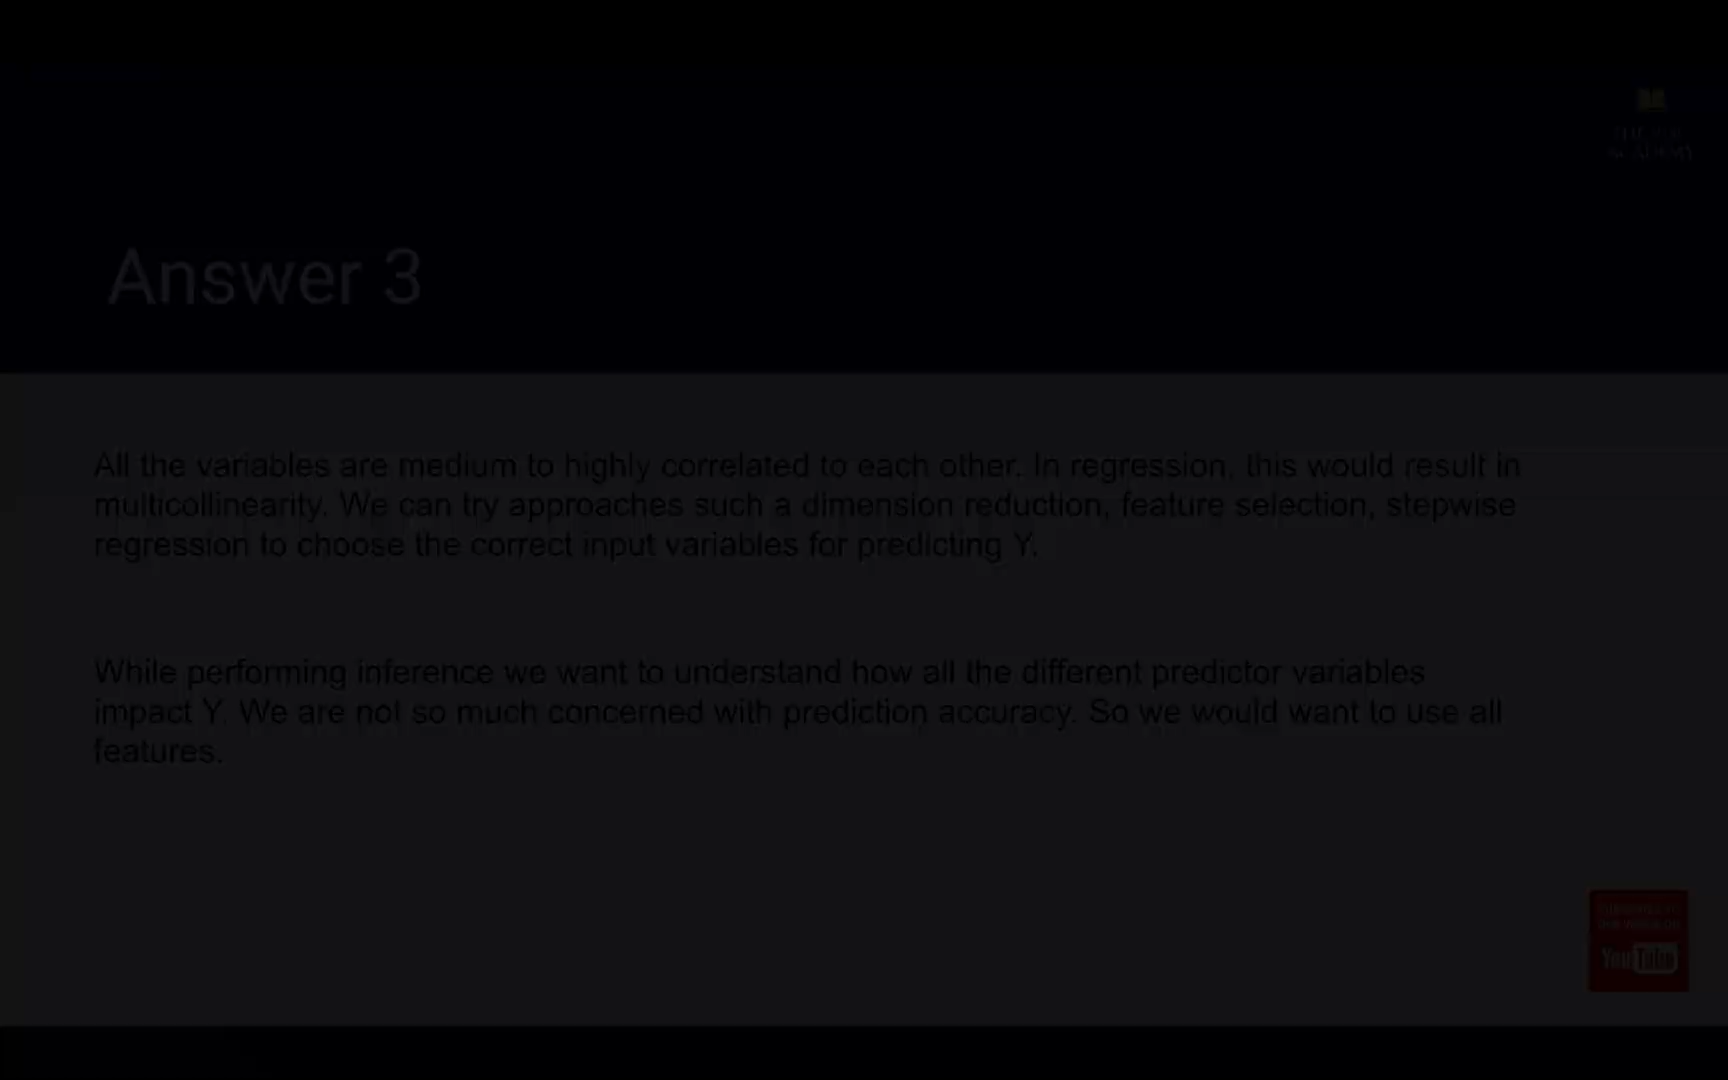 Answer 3
All the variables are medium to highly correlated to each other. In regression, this would result in
multicollinearity. We can try approaches such a dimension reduction, feature selection, stepwise
regression to choose the correct input variables for predicting Y.
While performing inference we want to understand how all the different predictor variables
impact Y. We are not so much concerned with prediction accuracy. So we would want to use all
features.
ACADEMY
YouTube